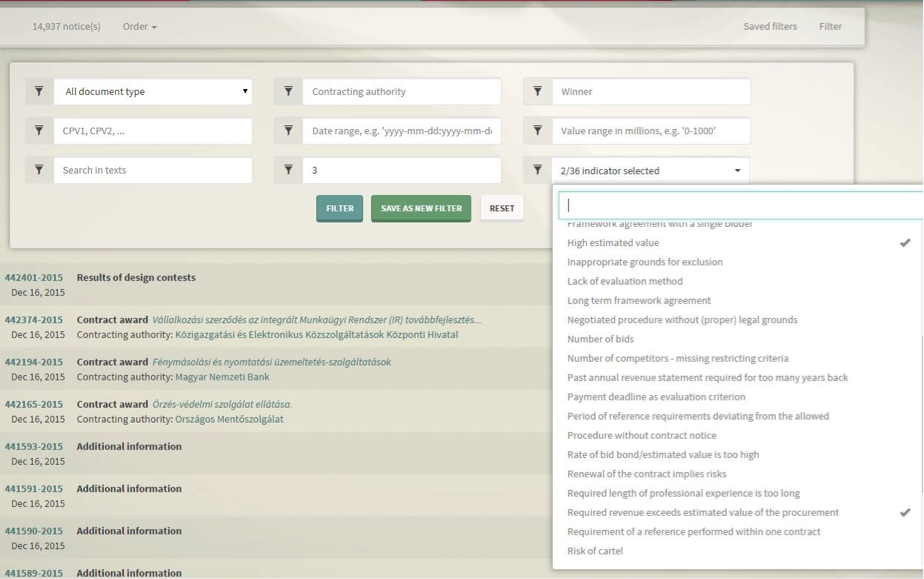 14,937 notice(s) Order Saved filters Filter
All document type Contracting authority Winner
CPV1, CPV2, ... Date range, e.g. 'yyyy-mm-dd:yyyy-mm-d Value range in millions, e.g. '0-1000'
Search in texts 3 2/36 indicator selected
FILTER SAVE AS NEW FILTER RESET
Framework agreement with a single bidder
High estimated value
Inappropriate grounds for exclusion
Lack of evaluation method
Long term framework agreement
Negotiated procedure without (proper) legal grounds
Number of bids
Number of competitors - missing restricting criteria
Past annual revenue statement required for too many years back
Payment deadline as evaluation criterion
Period of reference requirements deviating from the allowed
Procedure without contract notice
Rate of bid bond/estimated value is too high
Renewal of the contract implies risks
Required length of professional experience is too long
Required revenue exceeds estimated value of the procurement
Requirement of a reference performed within one contract
Risk of cartel
442401-2015 Results of design contests
Dec 16, 2015
442374-2015 Contract award Vállalkozási szerződés az Integrált Munkaügyi Rendszer (IR) továbbfejlesztés...
Dec 16, 2015 Contracting authority: Közigazgatási és Elektronikus Közszolgáltatások Központi Hivatal
442194-2015 Contract award Fénymásolási és nyomtatási üzemeltetés-szolgáltatások.
Dec 16, 2015 Contracting authority: Magyar Nemzeti Bank
442165-2015 Contract award Őrzés-védelmi szolgálat ellátása.
Dec 16, 2015 Contracting authority: Országos Mentőszolgálat
441593-2015 Additional information
Dec 16, 2015
441591-2015 Additional information
Dec 16, 2015
441590-2015 Additional information
Dec 16, 2015
441589-2015 Additional information